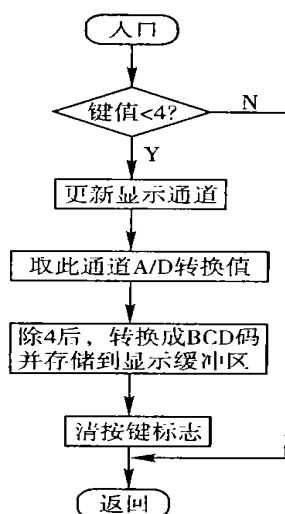 入口
键值<4?
N
Y
更新显示通道
取此通道A/D转换值
除4后，转换成BCD码
并存储到显示缓冲区
清按键标志
返回